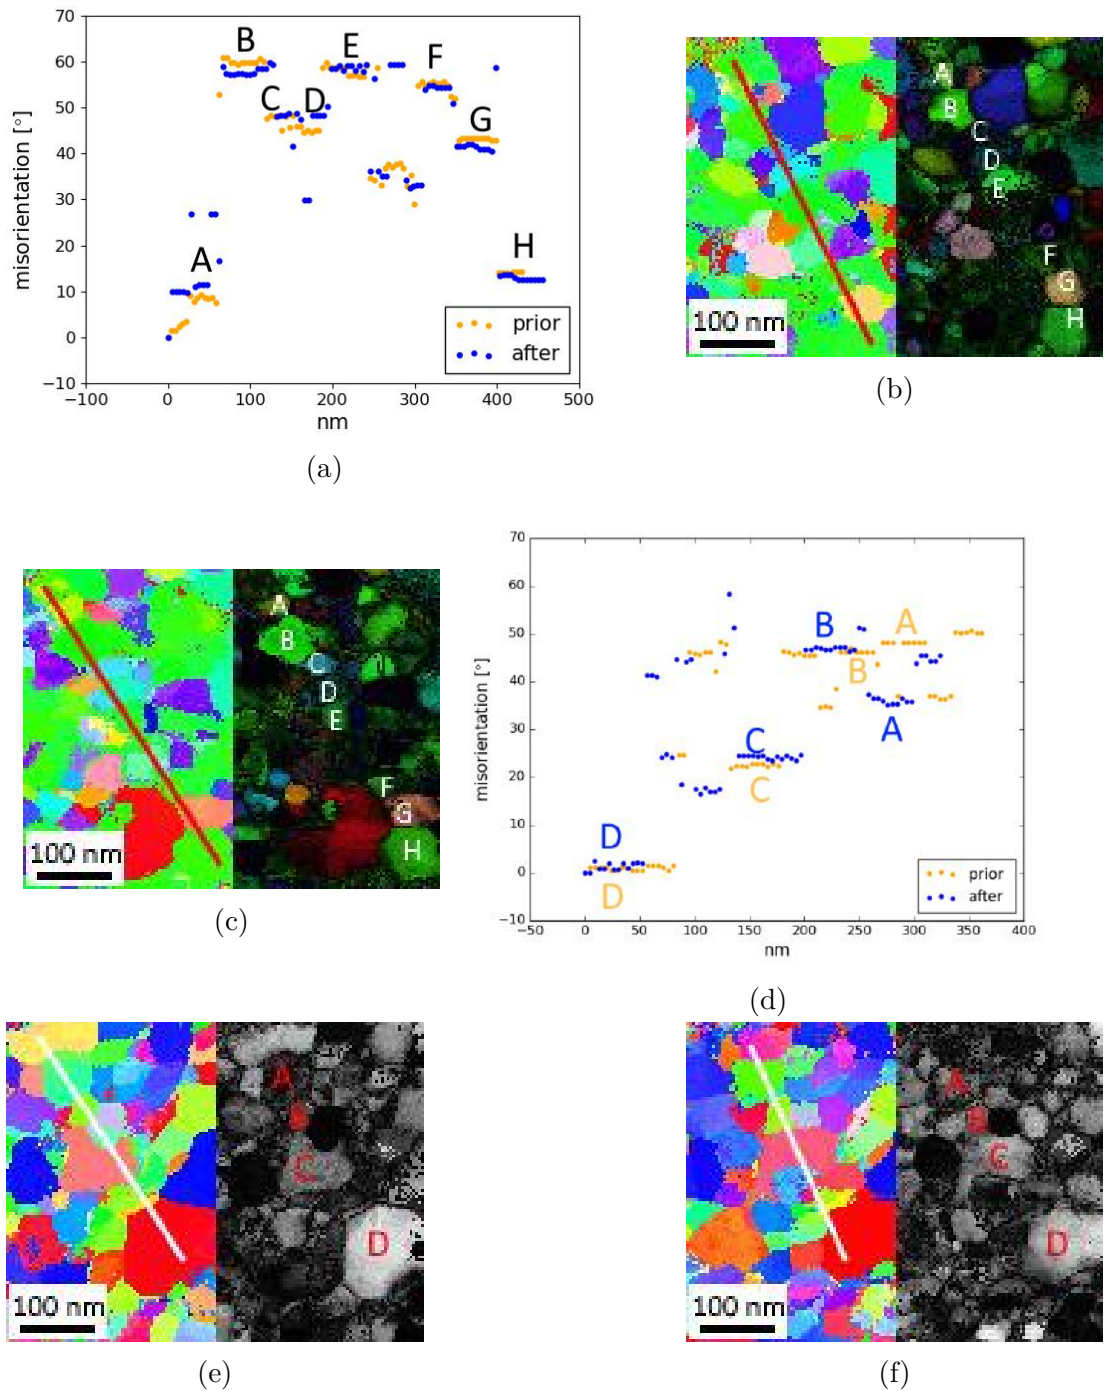 70
60
50
40
30
20
10
0
−10
misorientation [°]
A
B
C
D
E
F
G
H
prior
after
−100
0
100
200
300
400
500
nm
(a)
A
B
C
D
E
F
G
H
100 nm
(b)
A
B
C
D
E
F
G
H
100 nm
(c)
70
60
50
40
30
20
10
0
−10
misorientation [°]
B
A
B
A
C
C
D
D
prior
after
−50
0
50
100
150
200
250
300
350
400
nm
(d)
A
B
C
D
100 nm
(e)
A
B
C
D
100 nm
(f)